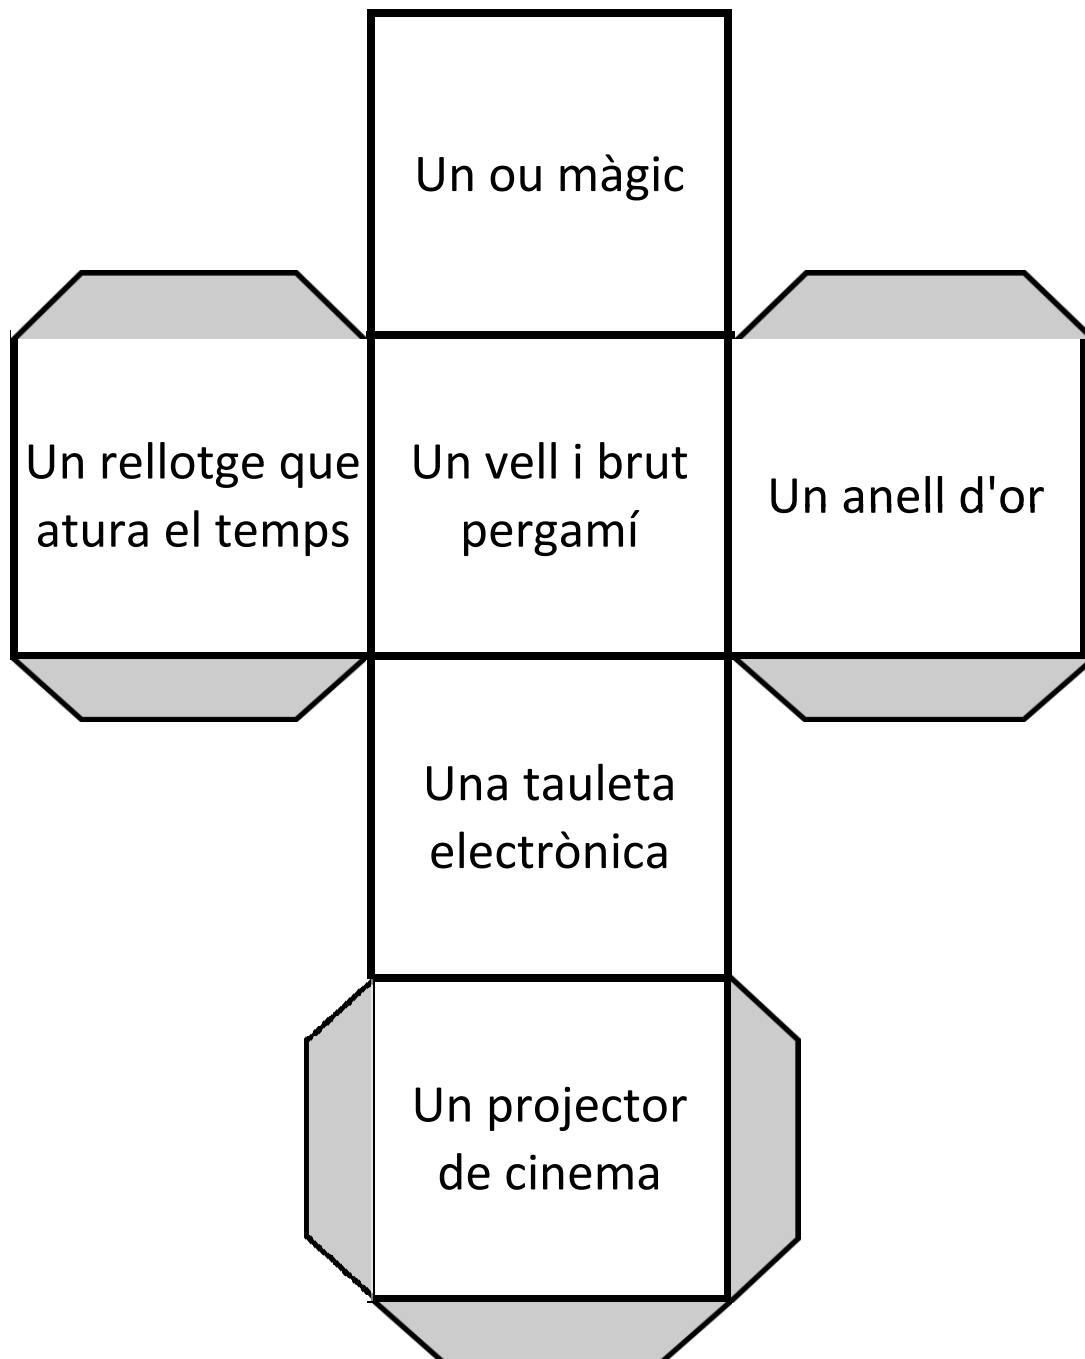 Un ou màgic
Un rellotge que
atura el temps
Un vell i brut
pergamí
Un anell d'or
Una tauleta
electrònica
Un projector
de cinema